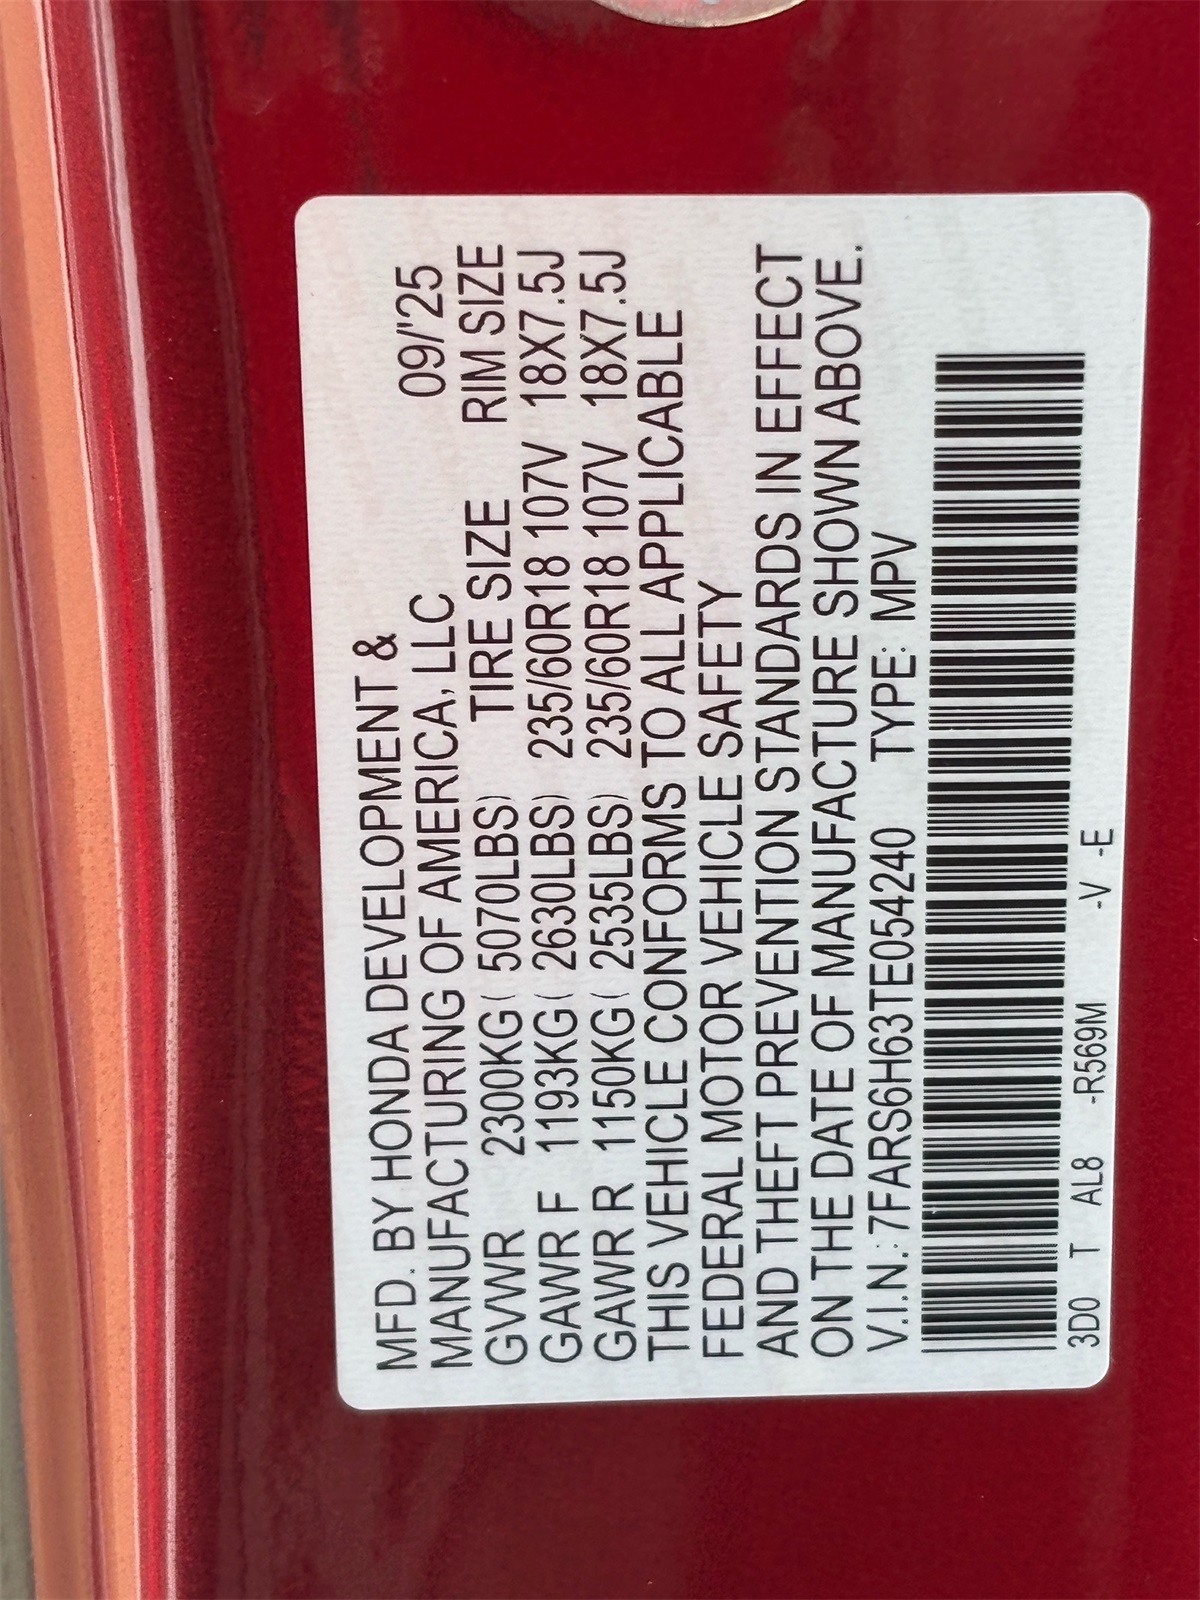 MFD. BY HONDA DEVELOPMENT &
MANUFACTURING OF AMERICA, LLC 09/'25
GVWR 2300KG( 5070LBS) TIRE SIZE RIM SIZE
GAWR F 1193KG( 2630LBS) 235/60R18 107V 18X7.5J
GAWR R 1150KG( 2535LBS) 235/60R18 107V 18X7.5J
THIS VEHICLE CONFORMS TO ALL APPLICABLE
FEDERAL MOTOR VEHICLE SAFETY
AND THEFT PREVENTION STANDARDS IN EFFECT
ON THE DATE OF MANUFACTURE SHOWN ABOVE.
V.I.N.: 7FARS6H63TE054240 TYPE: MPV
3D0 T AL8 -R569M -V -E